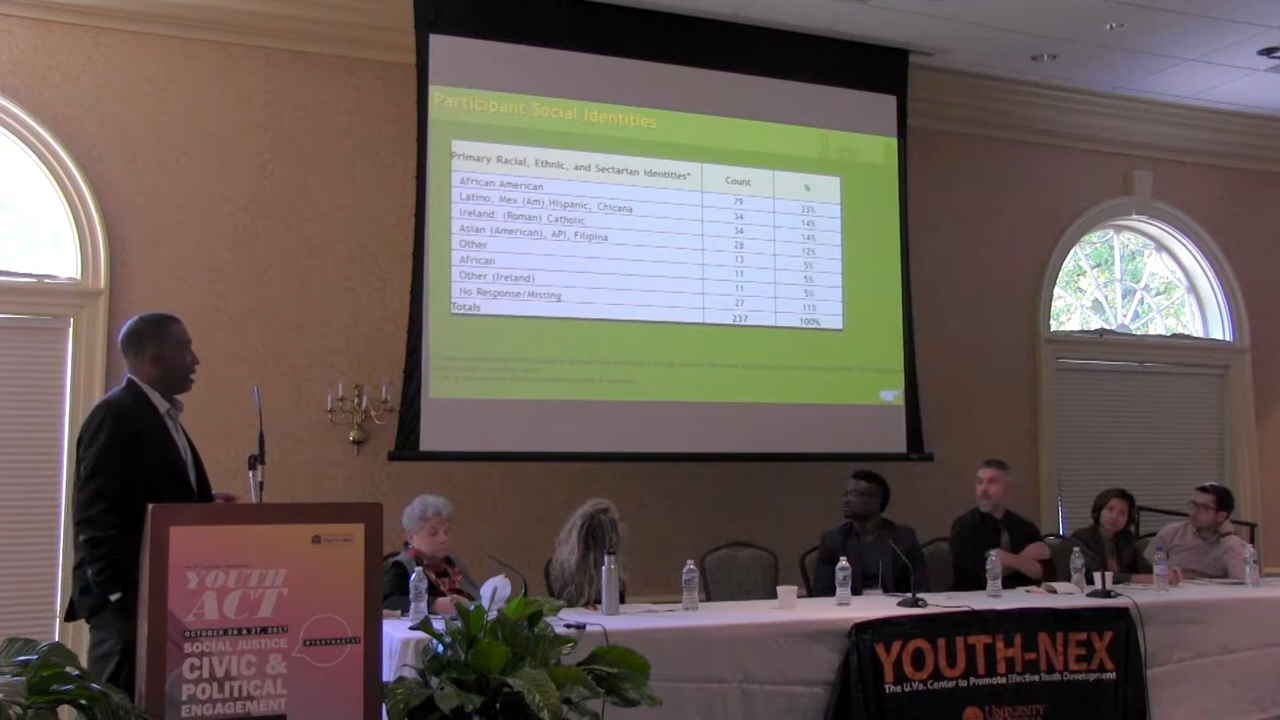 Participant Social Identities
Primary Racial, Ethnic, and Sectarian Identities* Count %
African American 79 33%
Latino, Mex (Am),Hispanic, Chicana 34 14%
Ireland: (Roman) Catholic 34 14%
Asian (American), API, Filipina 28 12%
Other 13 5%
African 11 5%
Other (Ireland) 11 5%
No Response/Missing 27 11%
Totals 237 100%
YOUTH
ACT
OCTOBER 26 & 27, 2017
SOCIAL JUSTICE
CIVIC &
POLITICAL
ENGAGEMENT
#YOUTHACT17
YOUTH-NEX
The U.Va. Center to Promote Effective Youth Development
UNIVERSITY